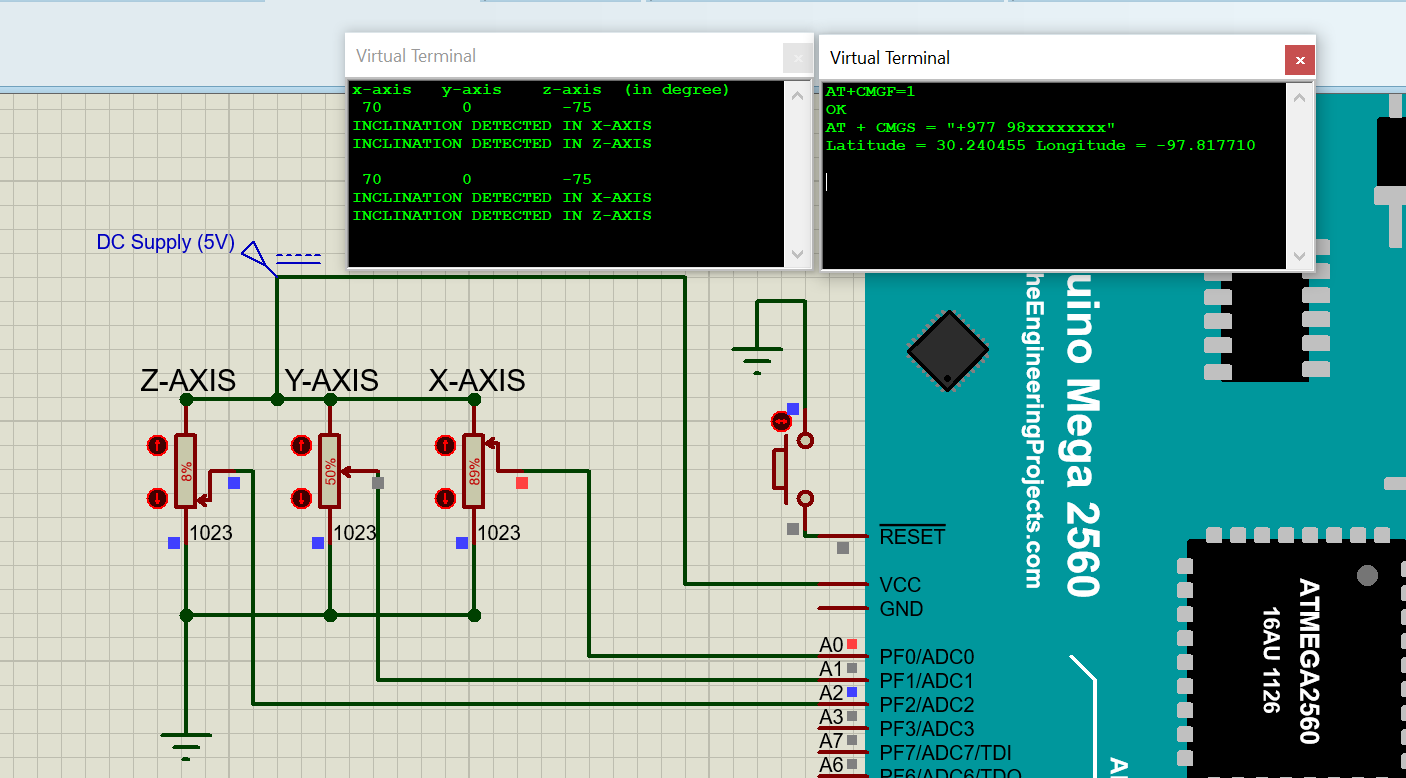 Virtual Terminal
x-axis y-axis z-axis (in degree)
70 0 -75
INCLINATION DETECTED IN X-AXIS
INCLINATION DETECTED IN Z-AXIS
70 0 -75
INCLINATION DETECTED IN X-AXIS
INCLINATION DETECTED IN Z-AXIS
Virtual Terminal
AT+CMGF=1
OK
AT + CMGS = "+977 98xxxxxxxx"
Latitude = 30.240455 Longitude = -97.817710
DC Supply (5V)
Z-AXIS
Y-AXIS
X-AXIS
8%
50%
89%
1023
1023
1023
RESET
VCC
GND
A0
PF0/ADC0
A1
PF1/ADC1
A2
PF2/ADC2
A3
PF3/ADC3
A7
PF7/ADC7/TDI
A6
PF6/ADC6/TDO
uino Mega 2560
heEngineeringProjects.com
ATMEGA2560
16AU 1126